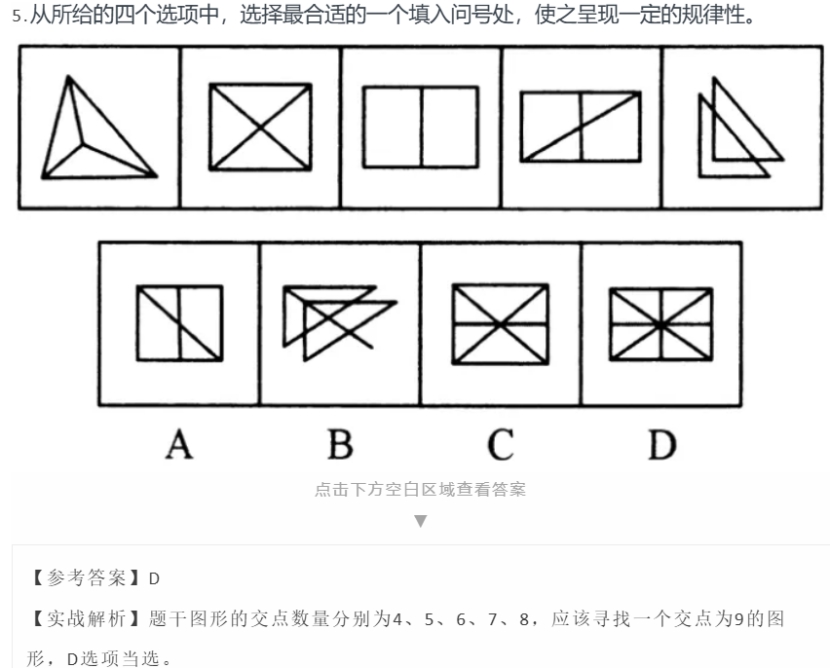 5.从所给的四个选项中，选择最合适的一个填入问号处，使之呈现一定的规律性。
A B C D
点击下方空白区域查看答案
▼
【参考答案】D
【实战解析】题干图形的交点数量分别为4、5、6、7、8，应该寻找一个交点为9的图
形，D选项当选。